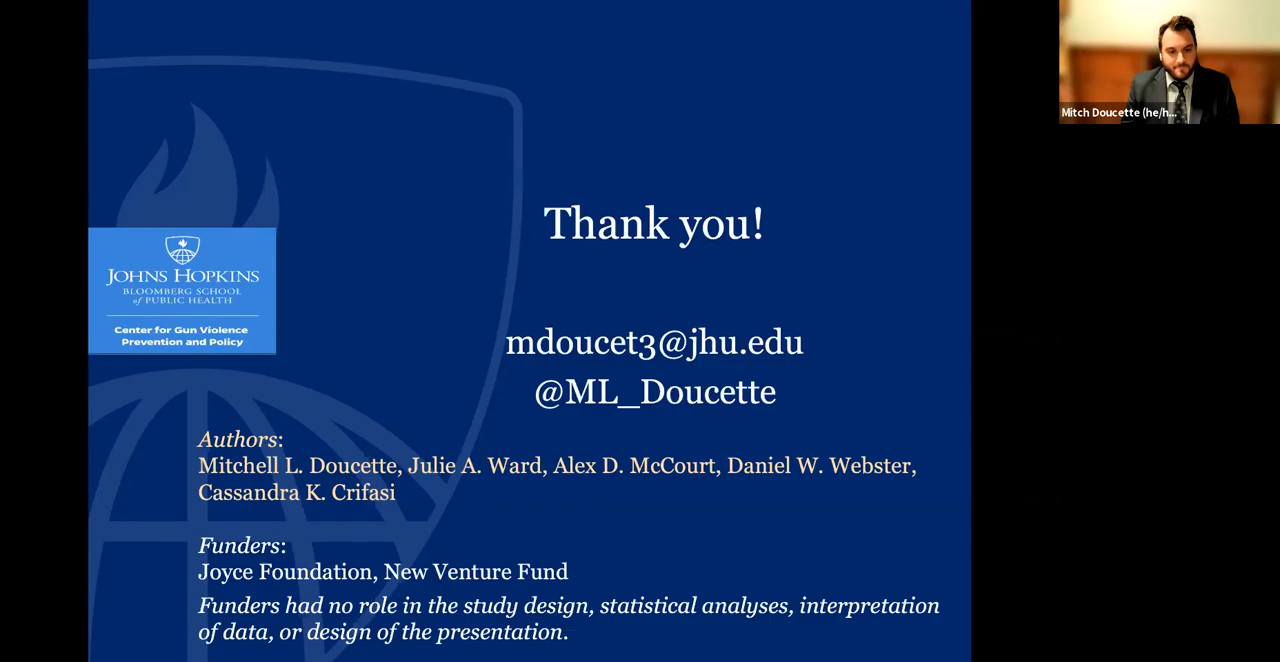 Mitch Doucette (he/h...
Thank you!
JOHNS HOPKINS
BLOOMBERG SCHOOL
of PUBLIC HEALTH
Center for Gun Violence
Prevention and Policy
mdoucet3@jhu.edu
@ML_Doucette
Authors:
Mitchell L. Doucette, Julie A. Ward, Alex D. McCourt, Daniel W. Webster,
Cassandra K. Crifasi
Funders:
Joyce Foundation, New Venture Fund
Funders had no role in the study design, statistical analyses, interpretation
of data, or design of the presentation.